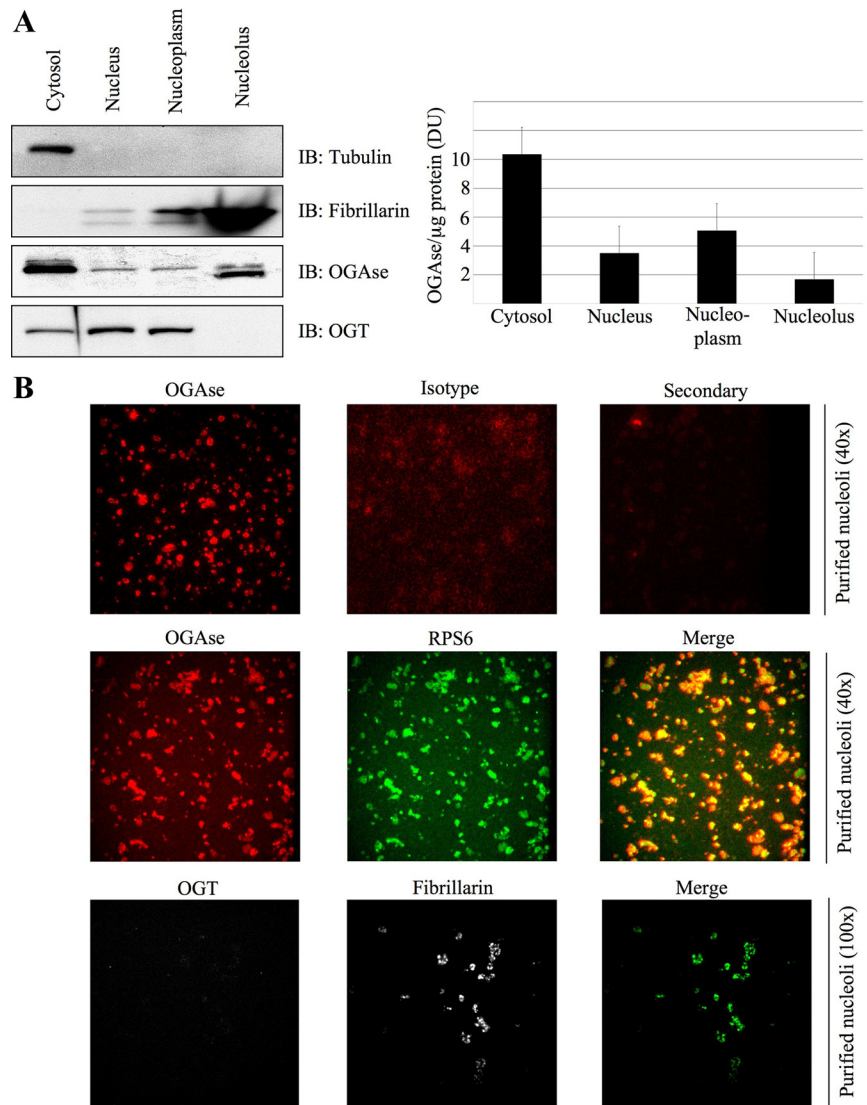 A
Cytosol
Nucleus
Nucleoplasm
Nucleolus
IB: Tubulin
IB: Fibrillarin
IB: OGAse
IB: OGT
OGAse/µg protein (DU)
10
8
6
4
2
Cytosol
Nucleus
Nucleo-
plasm
Nucleolus
B
OGAse
Isotype
Secondary
Purified nucleoli (40x)
OGAse
RPS6
Merge
Purified nucleoli (40x)
OGT
Fibrillarin
Merge
Purified nucleoli (100x)